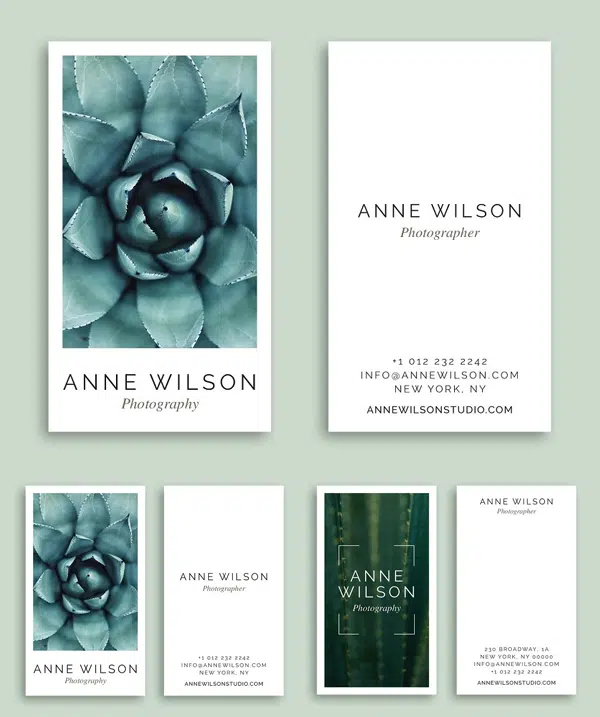 ANNE WILSON
Photography
ANNE WILSON
Photographer
+1 012 232 2242
INFO@ANNEWILSON.COM
NEW YORK, NY
ANNEWILSONSTUDIO.COM
ANNE WILSON
Photography
ANNE WILSON
Photographer
+1 012 232 2242
INFO@ANNEWILSON.COM
NEW YORK, NY
ANNEWILSONSTUDIO.COM
ANNE
WILSON
Photography
ANNE WILSON
Photographer
230 BROADWAY, 1A
NEW YORK, NY 00000
INFO@ANNEWILSON.COM
+1 012 232 2242
ANNEWILSONSTUDIO.COM